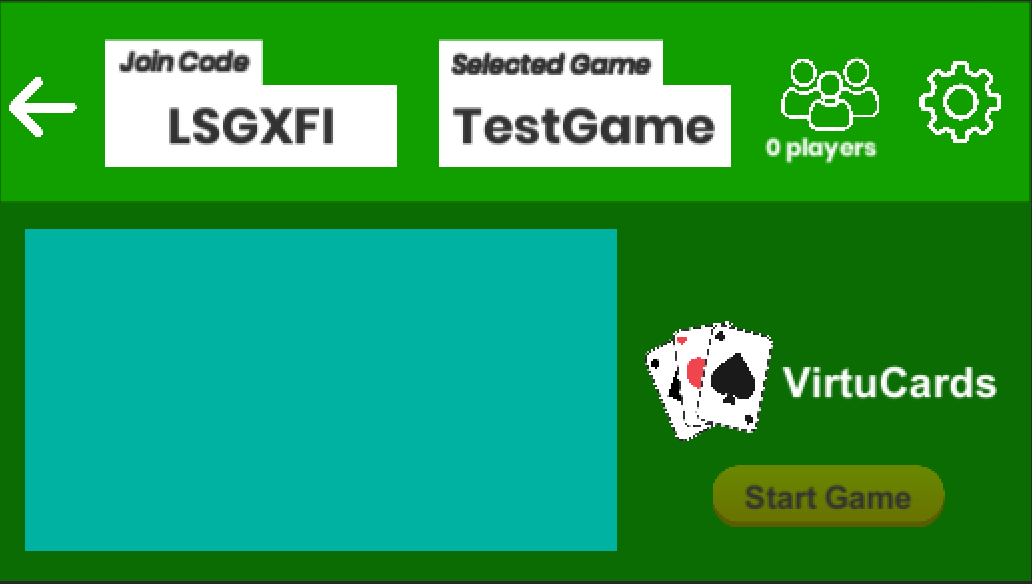 Join Code
LSGXFI
Selected Game
TestGame
0 players
VirtuCards
Start Game